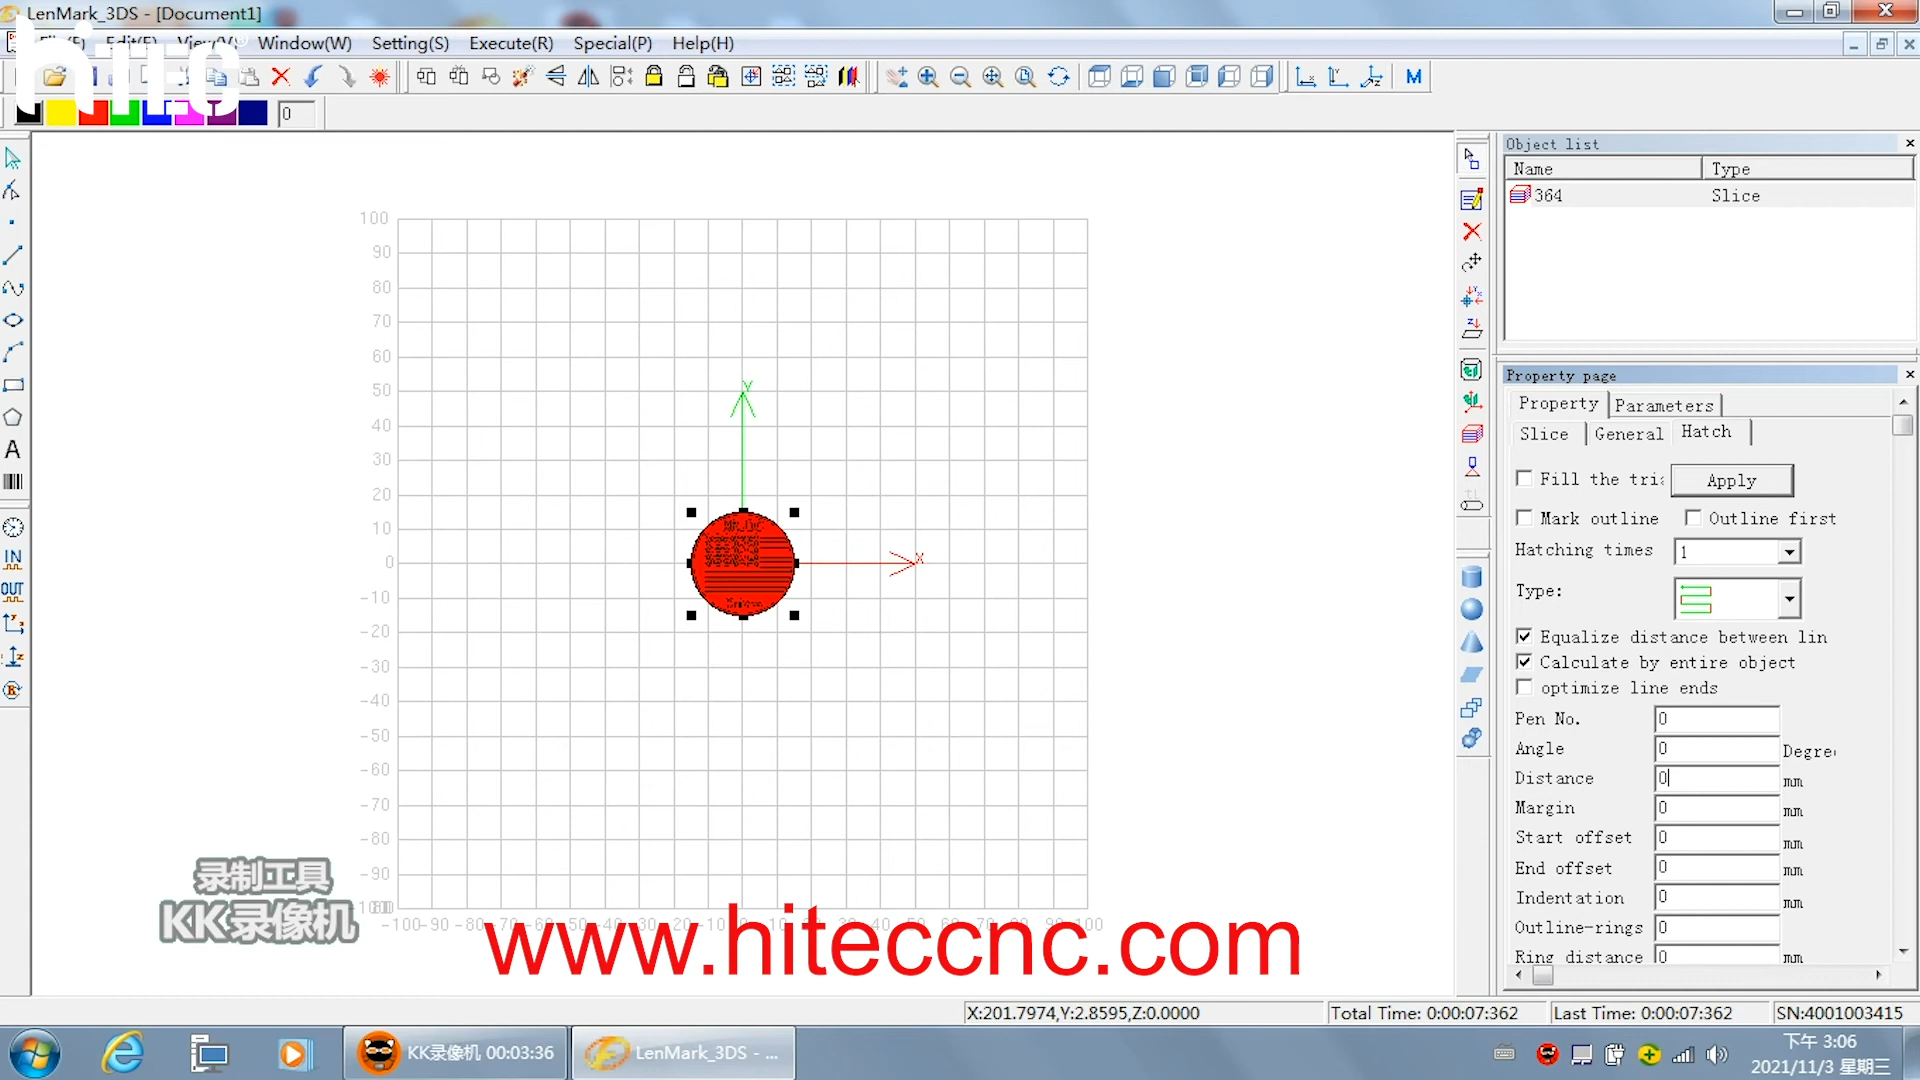 LenMark_3DS - [Document1]
hitec®
Window(W) Setting(S) Execute(R) Special(P) Help(H)
M
0
Object list
Name Type
364 Slice
Property page
Property Parameters
Slice General Hatch
Fill the tri
Apply
Mark outline Outline first
Hatching times 1
Type:
Equalize distance between lin
Calculate by entire object
optimize line ends
Pen No. 0
Angle 0 Degre
Distance 0 mm
Margin 0 mm
Start offset 0 mm
End offset 0 mm
Indentation 0 mm
Outline-rings 0
Ring distance 0 mm
A
IN
OUT
100
90
80
70
60
50
40
30
20
10
0
-10
-20
-30
-40
-50
-60
-70
-80
-90
Y
X
-100 -90 -80 -70 -60 -50 -40 -30 -20 -10 0 10 20 30 40 50 60 70 80 90 100
录制工具
KK录像机
www.hiteccnc.com
X:201.7974,Y:2.8595,Z:0.0000
Total Time: 0:00:07:362
Last Time: 0:00:07:362
SN:4001003415
KK录像机 00:03:36
LenMark_3DS - ...
下午 3:06
2021/11/3 星期三